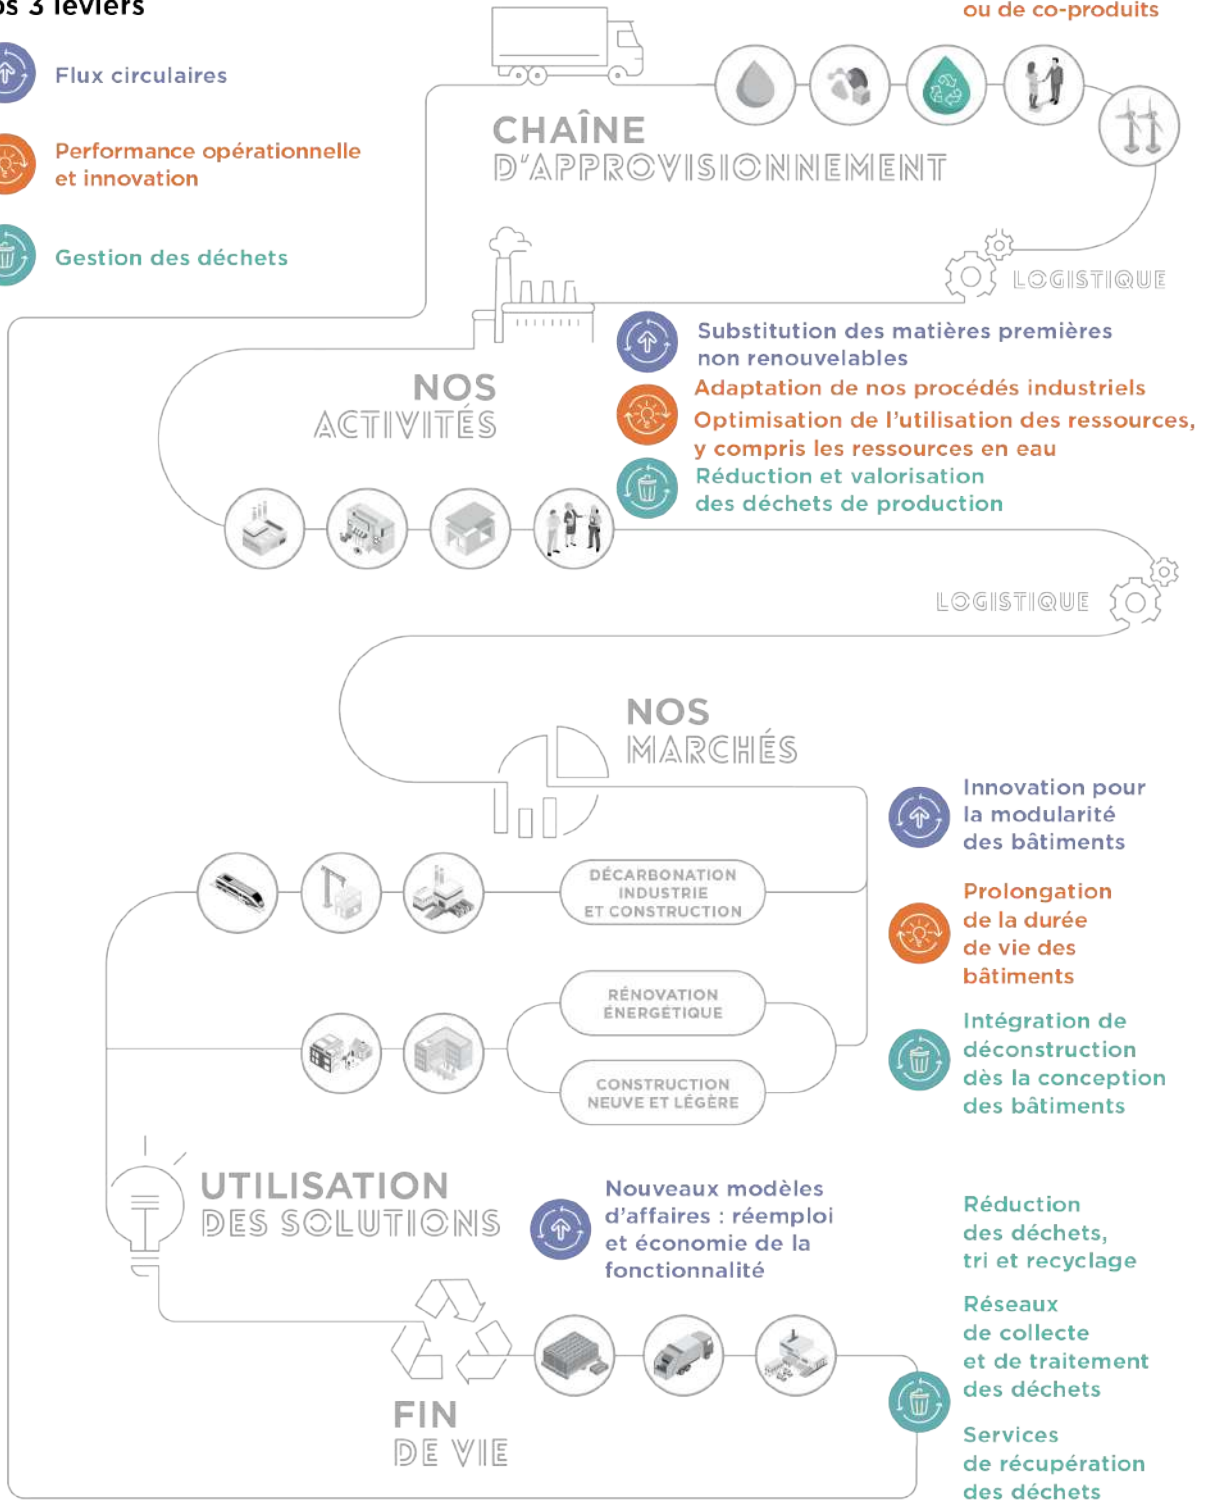 os 3 leviers
ou de co-produits
Flux circulaires
Performance opérationnelle
et innovation
Gestion des déchets
CHAÎNE
D'APPROVISIONNEMENT
LOGISTIQUE
NOS
ACTIVITÉS
Substitution des matières premières
non renouvelables
Adaptation de nos procédés industriels
Optimisation de l'utilisation des ressources,
y compris les ressources en eau
Réduction et valorisation
des déchets de production
LOGISTIQUE
NOS
MARCHÉS
Innovation pour
la modularité
des bâtiments
DÉCARBONATION
INDUSTRIE
ET CONSTRUCTION
Prolongation
de la durée
de vie des
bâtiments
RÉNOVATION
ÉNERGÉTIQUE
Intégration de
déconstruction
dès la conception
des bâtiments
CONSTRUCTION
NEUVE ET LÉGÈRE
UTILISATION
DES SOLUTIONS
Nouveaux modèles
d'affaires : réemploi
et économie de la
fonctionnalité
Réduction
des déchets,
tri et recyclage
Réseaux
de collecte
et de traitement
des déchets
FIN
DE VIE
Services
de récupération
des déchets